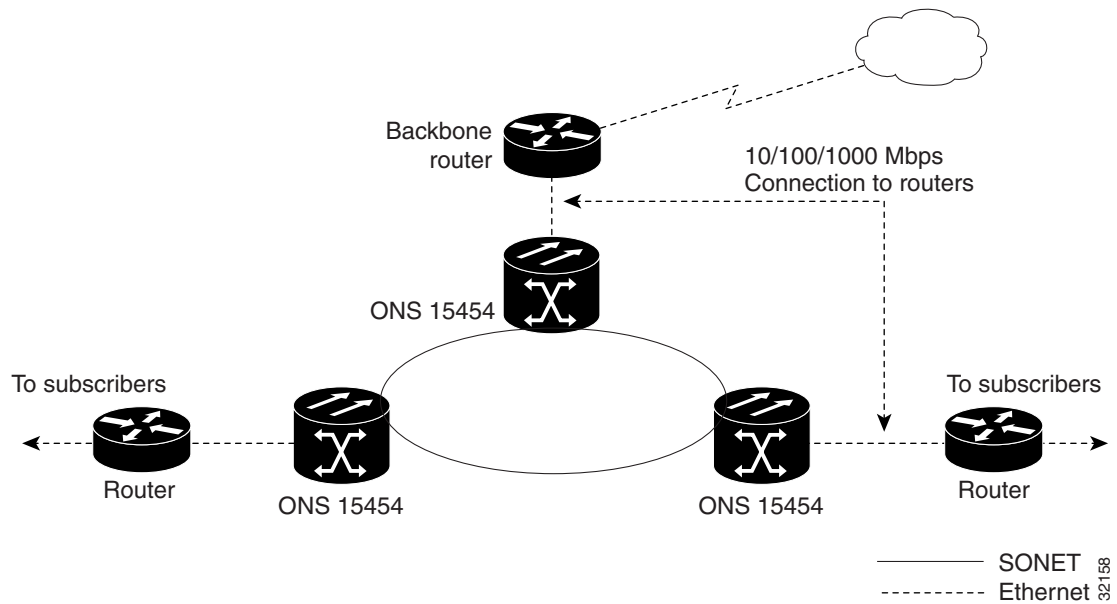 Backbone
router
10/100/1000 Mbps
Connection to routers
ONS 15454
To subscribers
To subscribers
Router
ONS 15454
ONS 15454
Router
SONET
Ethernet
32158